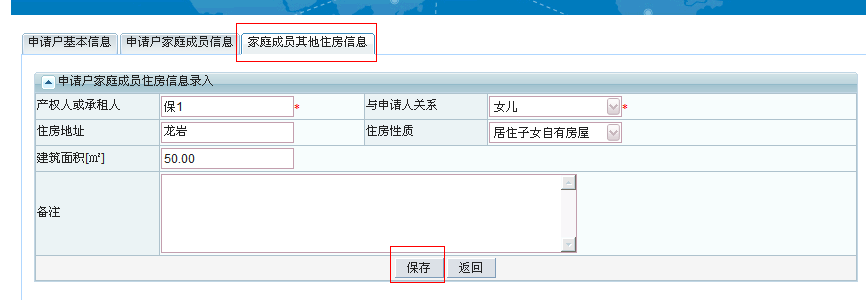 申请户基本信息 申请户家庭成员信息 家庭成员其他住房信息
申请户家庭成员住房信息录入
产权人或承租人 保1 * 与申请人关系 女儿 *
住房地址 龙岩 住房性质 居住子女自有房屋
建筑面积[㎡] 50.00
备注
保存 返回